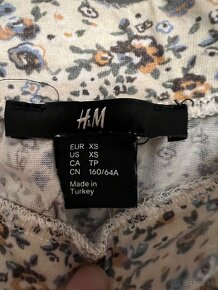 H&M
EUR XS
US XS
CA TP
CN 160/64A
Made in
Turkey